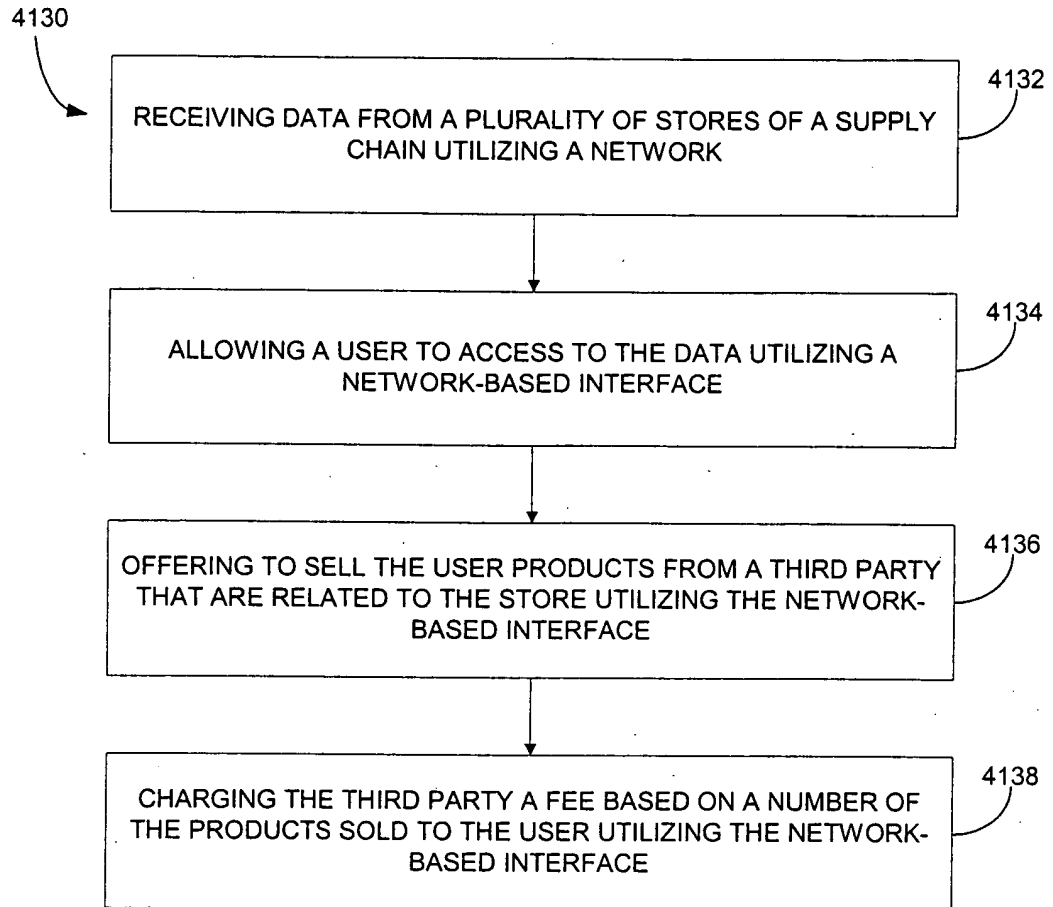 4130
4132
RECEIVING DATA FROM A PLURALITY OF STORES OF A SUPPLY
CHAIN UTILIZING A NETWORK
4134
ALLOWING A USER TO ACCESS TO THE DATA UTILIZING A
NETWORK-BASED INTERFACE
4136
OFFERING TO SELL THE USER PRODUCTS FROM A THIRD PARTY
THAT ARE RELATED TO THE STORE UTILIZING THE NETWORK-
BASED INTERFACE
4138
CHARGING THE THIRD PARTY A FEE BASED ON A NUMBER OF
THE PRODUCTS SOLD TO THE USER UTILIZING THE NETWORK-
BASED INTERFACE